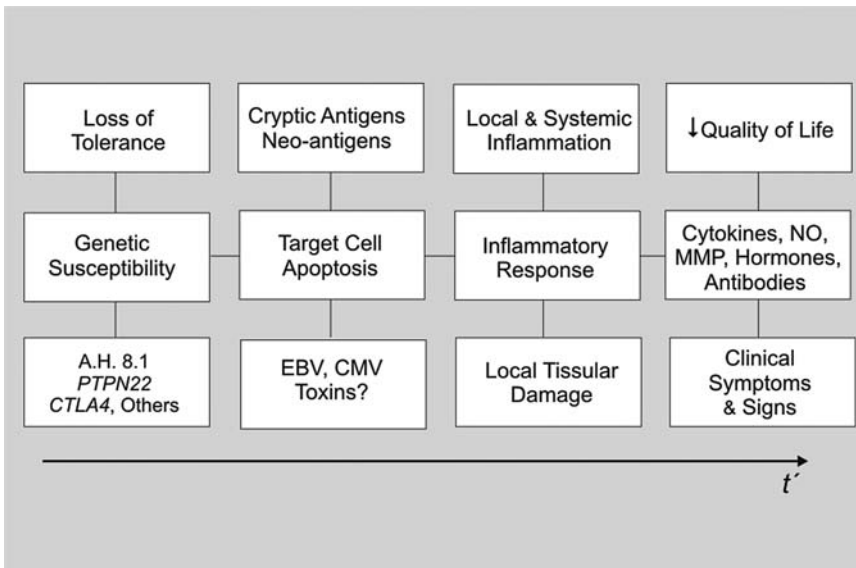 Loss of
Tolerance
Cryptic Antigens
Neo-antigens
Local & Systemic
Inflammation
↓Quality of Life
Genetic
Susceptibility
Target Cell
Apoptosis
Inflammatory
Response
Cytokines, NO,
MMP, Hormones,
Antibodies
A.H. 8.1
PTPN22
CTLA4, Others
EBV, CMV
Toxins?
Local Tissular
Damage
Clinical
Symptoms
& Signs
t´